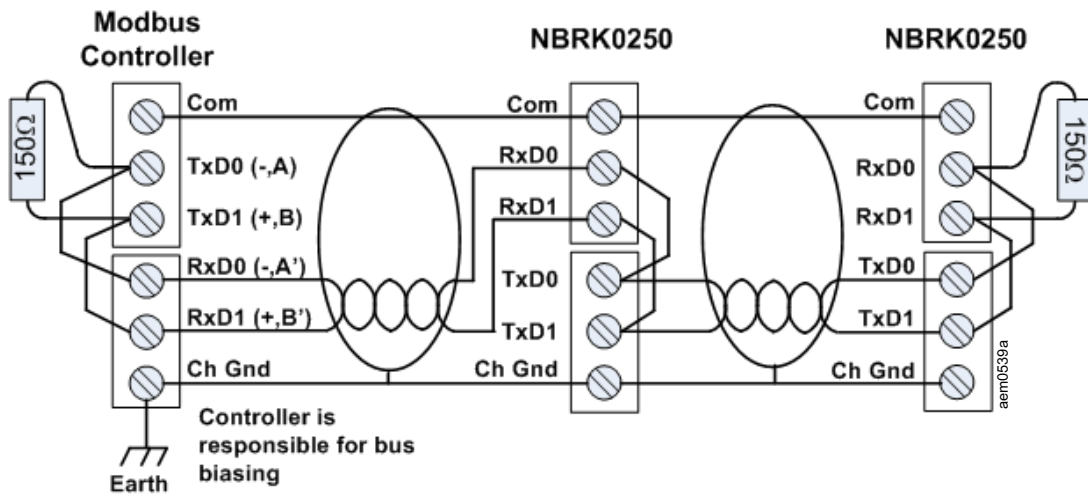 Modbus
Controller
NBRK0250
NBRK0250
150Ω
Com
TxD0 (-,A)
TxD1 (+,B)
RxD0 (-,A’)
RxD1 (+,B’)
Ch Gnd
Earth
Controller is
responsible for bus
biasing
Com
RxD0
RxD1
TxD0
TxD1
Ch Gnd
Com
RxD0
RxD1
TxD0
TxD1
Ch Gnd
150Ω
aem0539a